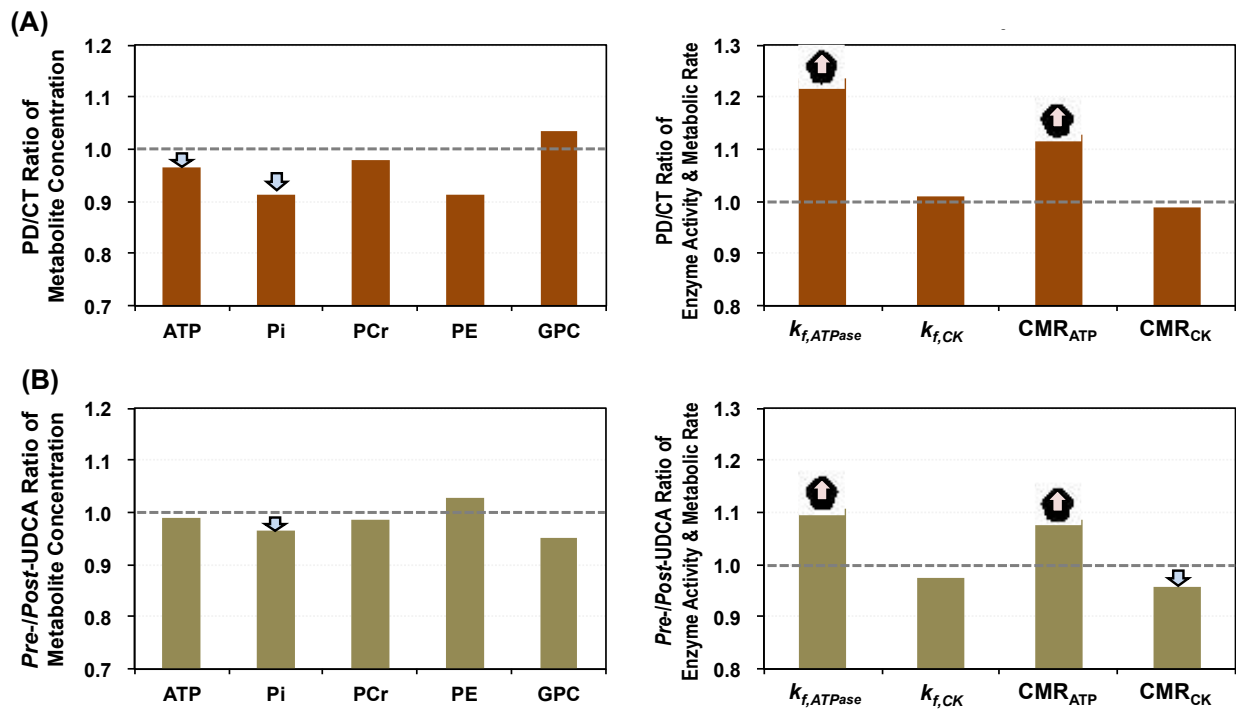 (A)
PD/CT Ratio of
Metabolite Concentration
1.2
1.1
1.0
0.9
0.8
0.7
ATP Pi PCr PE GPC
PD/CT Ratio of
Enzyme Activity & Metabolic Rate
1.3
1.2
1.1
1.0
0.9
0.8
kf,ATPase kf,CK CMRATP CMRCK
(B)
Pre-/Post-UDCA Ratio of
Metabolite Concentration
1.2
1.1
1.0
0.9
0.8
0.7
ATP Pi PCr PE GPC
Pre-/Post-UDCA Ratio of
Enzyme Activity & Metabolic Rate
1.3
1.2
1.1
1.0
0.9
0.8
kf,ATPase kf,CK CMRATP CMRCK